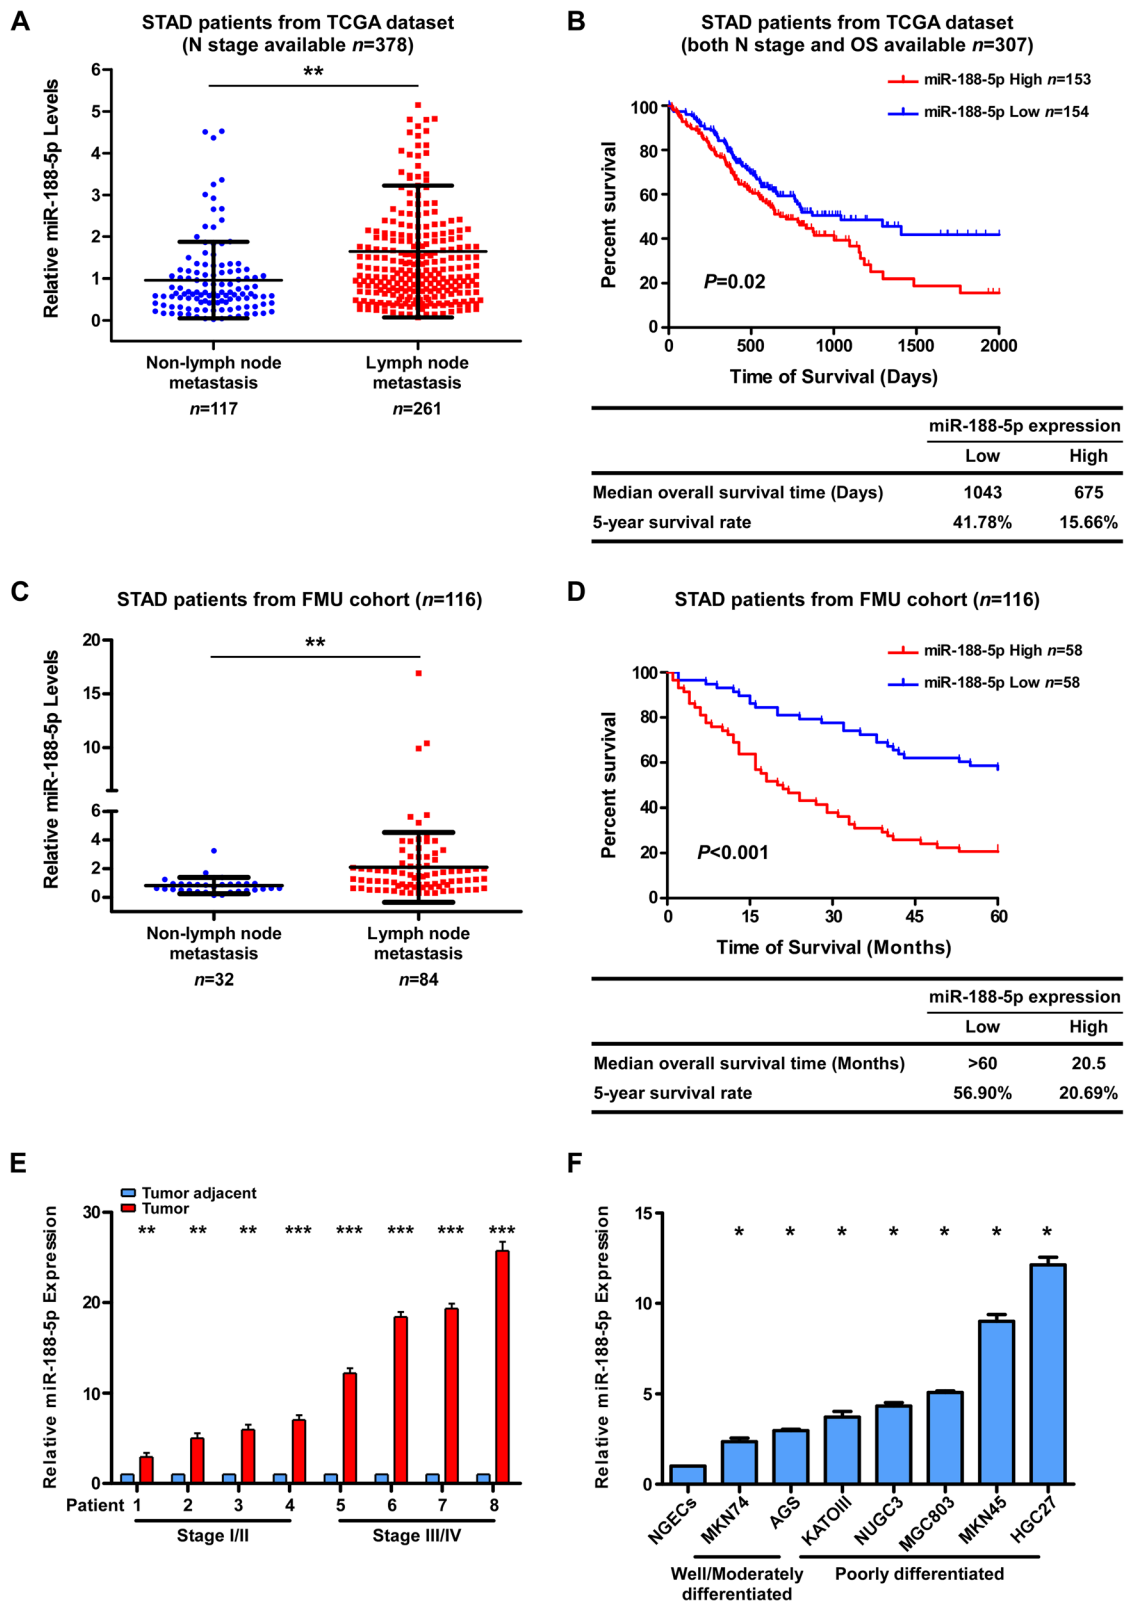 A
STAD patients from TCGA dataset
(N stage available n=378)
**
Relative miR-188-5p Levels
6
5
4
3
2
1
0
Non-lymph node
metastasis
n=117
Lymph node
metastasis
n=261
B
STAD patients from TCGA dataset
(both N stage and OS available n=307)
miR-188-5p High n=153
miR-188-5p Low n=154
Percent survival
100
80
60
40
20
0
P=0.02
0 500 1000 1500 2000
Time of Survival (Days)
miR-188-5p expression
Low High
Median overall survival time (Days) 1043 675
5-year survival rate 41.78% 15.66%
C
STAD patients from FMU cohort (n=116)
**
Relative miR-188-5p Levels
20
15
10
6
4
2
0
Non-lymph node
metastasis
n=32
Lymph node
metastasis
n=84
D
STAD patients from FMU cohort (n=116)
miR-188-5p High n=58
miR-188-5p Low n=58
Percent survival
100
80
60
40
20
0
P<0.001
0 15 30 45 60
Time of Survival (Months)
miR-188-5p expression
Low High
Median overall survival time (Months) >60 20.5
5-year survival rate 56.90% 20.69%
E
Tumor adjacent
Tumor
Relative miR-188-5p Expression
30
20
10
0
** ** ** *** *** *** *** ***
Patient 1 2 3 4 5 6 7 8
Stage I/II Stage III/IV
F
Relative miR-188-5p Expression
15
10
5
0
* * * * * * *
NGECs MKN74 AGS KATOIII NUGC3 MGC803 MKN45 HGC27
Well/Moderately
differentiated
Poorly differentiated